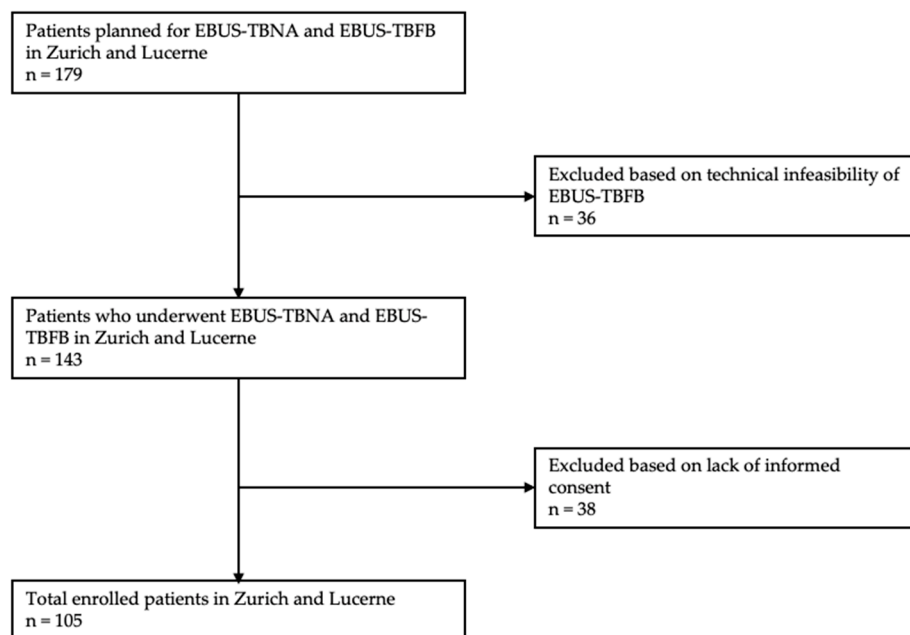 Patients planned for EBUS-TBNA and EBUS-TBFB
in Zurich and Lucerne
n = 179
Excluded based on technical infeasibility of
EBUS-TBFB
n = 36
Patients who underwent EBUS-TBNA and EBUS-
TBFB in Zurich and Lucerne
n = 143
Excluded based on lack of informed
consent
n = 38
Total enrolled patients in Zurich and Lucerne
n = 105